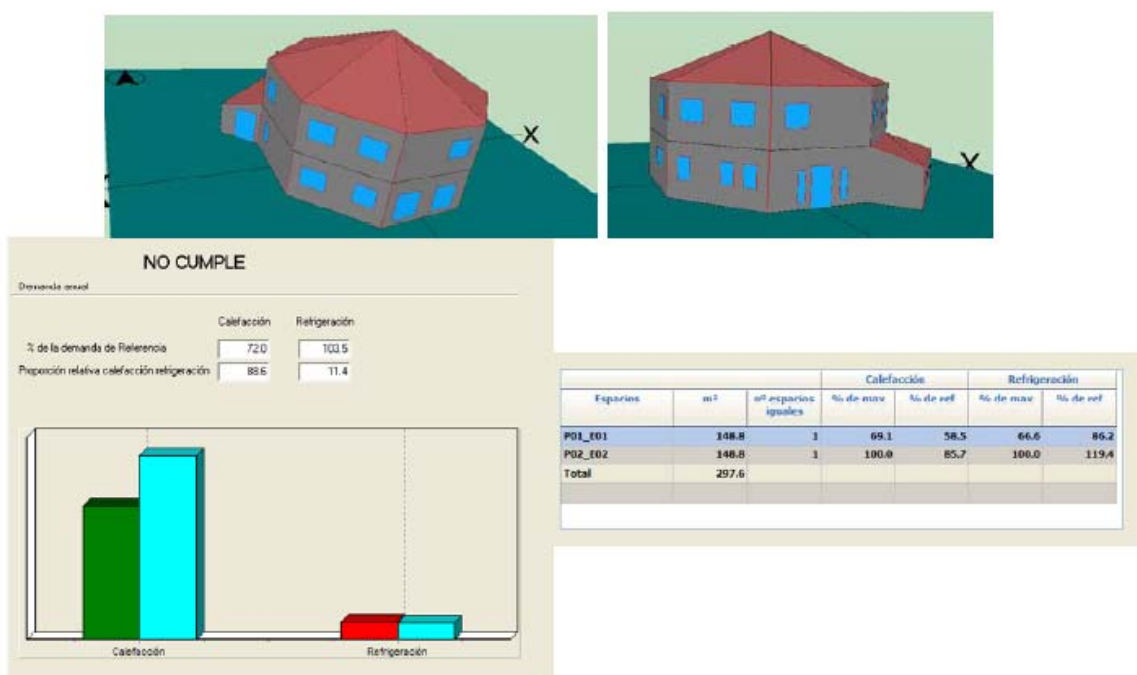 X
X
NO CUMPLE
Demanda anual
Calefacción Refrigeración
% de la demanda de Referencia 72.0 103.5
Proporción relativa calefacción refrigeración 88.6 11.4
Calefacción Refrigeración
Calefacción Refrigeración
Espacios m² nº espacios iguales % de max % de ref % de max % de ref
P01_E01 148.8 1 69.1 58.5 66.6 86.2
P02_E02 148.8 1 100.0 85.7 100.0 119.4
Total 297.6